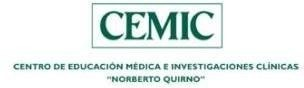 CEMIC
CENTRO DE EDUCACIÓN MÉDICA E INVESTIGACIONES CLÍNICAS
"NORBERTO QUIRNO"